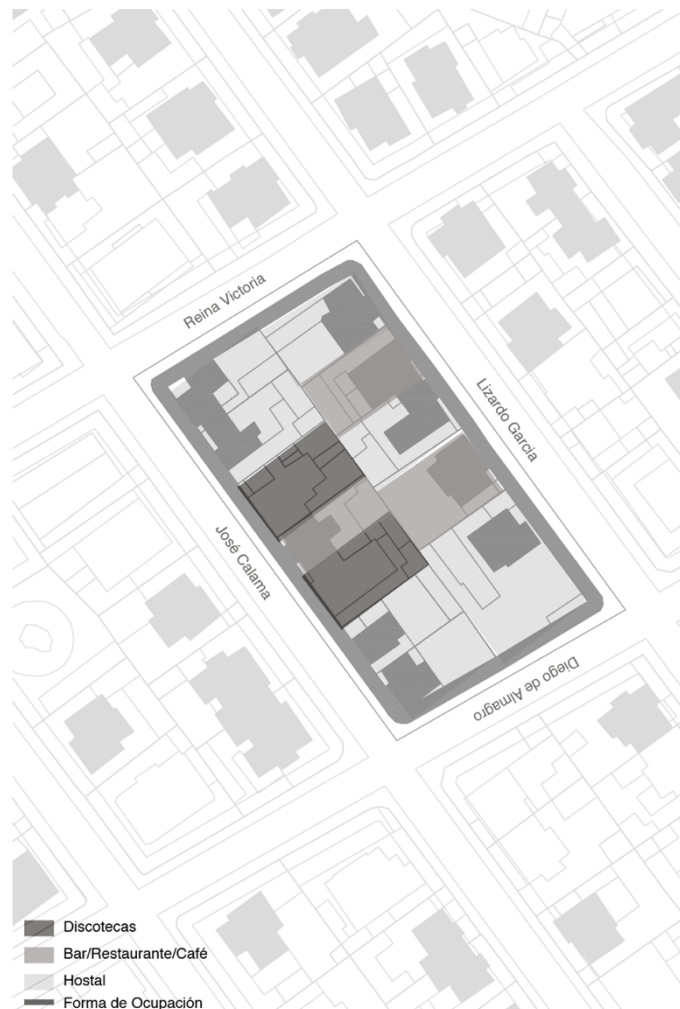 Reina Victoria
Lizardo García
José Calama
Diego de Almagro
Discotecas
Bar/Restaurante/Café
Hostal
Forma de Ocupación